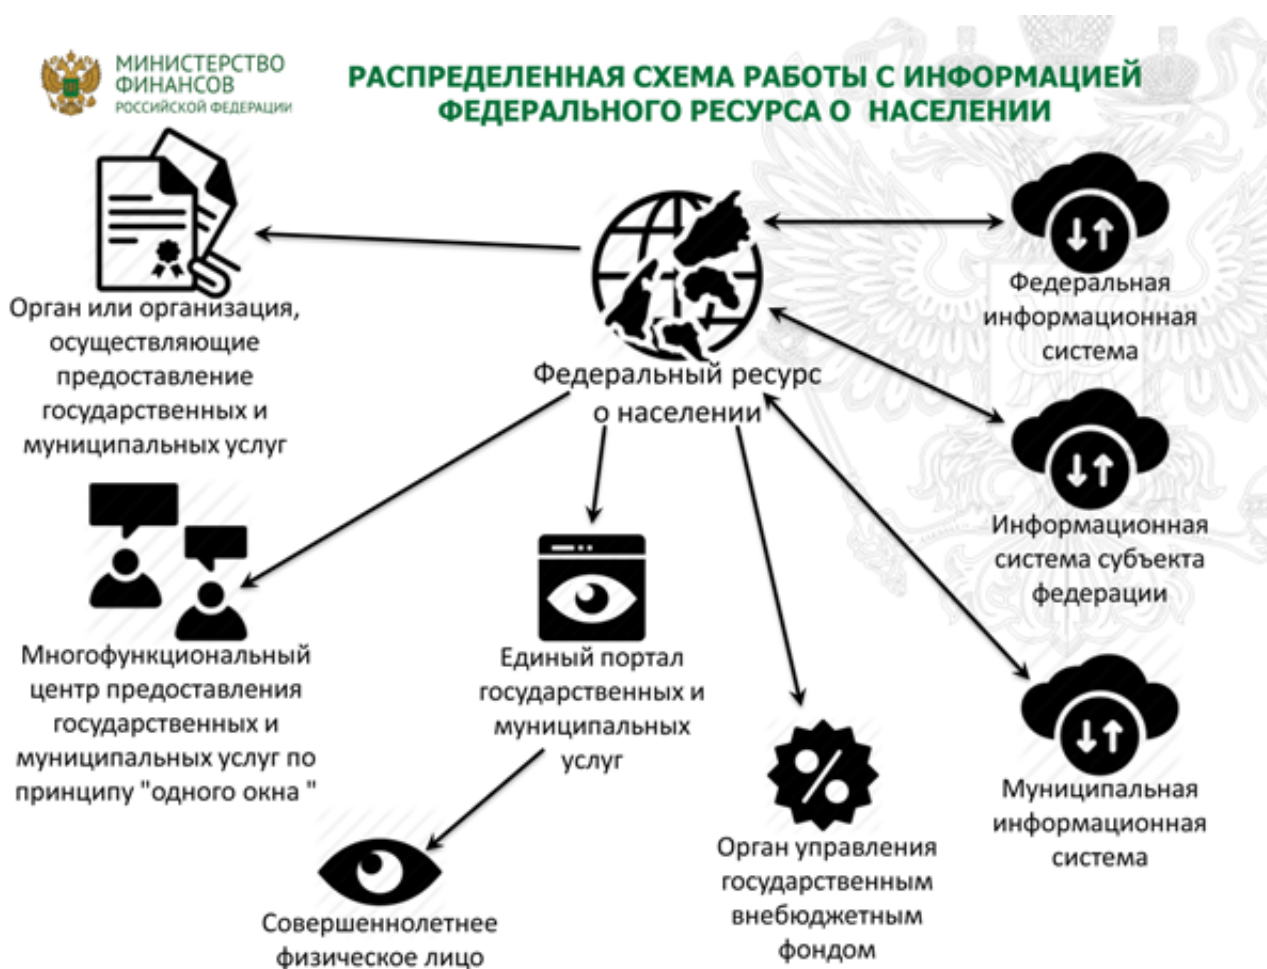 МИНИСТЕРСТВО
ФИНАНСОВ
РОССИЙСКОЙ ФЕДЕРАЦИИ
РАСПРЕДЕЛЕННАЯ СХЕМА РАБОТЫ С ИНФОРМАЦИЕЙ
ФЕДЕРАЛЬНОГО РЕСУРСА О НАСЕЛЕНИИ
Орган или организация,
осуществляющие
предоставление
государственных и
муниципальных услуг
Федеральный ресурс
о населении
Федеральная
информационная
система
Информационная
система субъекта
федерации
Многофункциональный
центр предоставления
государственных и
муниципальных услуг по
принципу "одного окна "
Единый портал
государственных и
муниципальных
услуг
Муниципальная
информационная
система
Орган управления
государственным
внебюджетным
фондом
Совершеннолетнее
физическое лицо